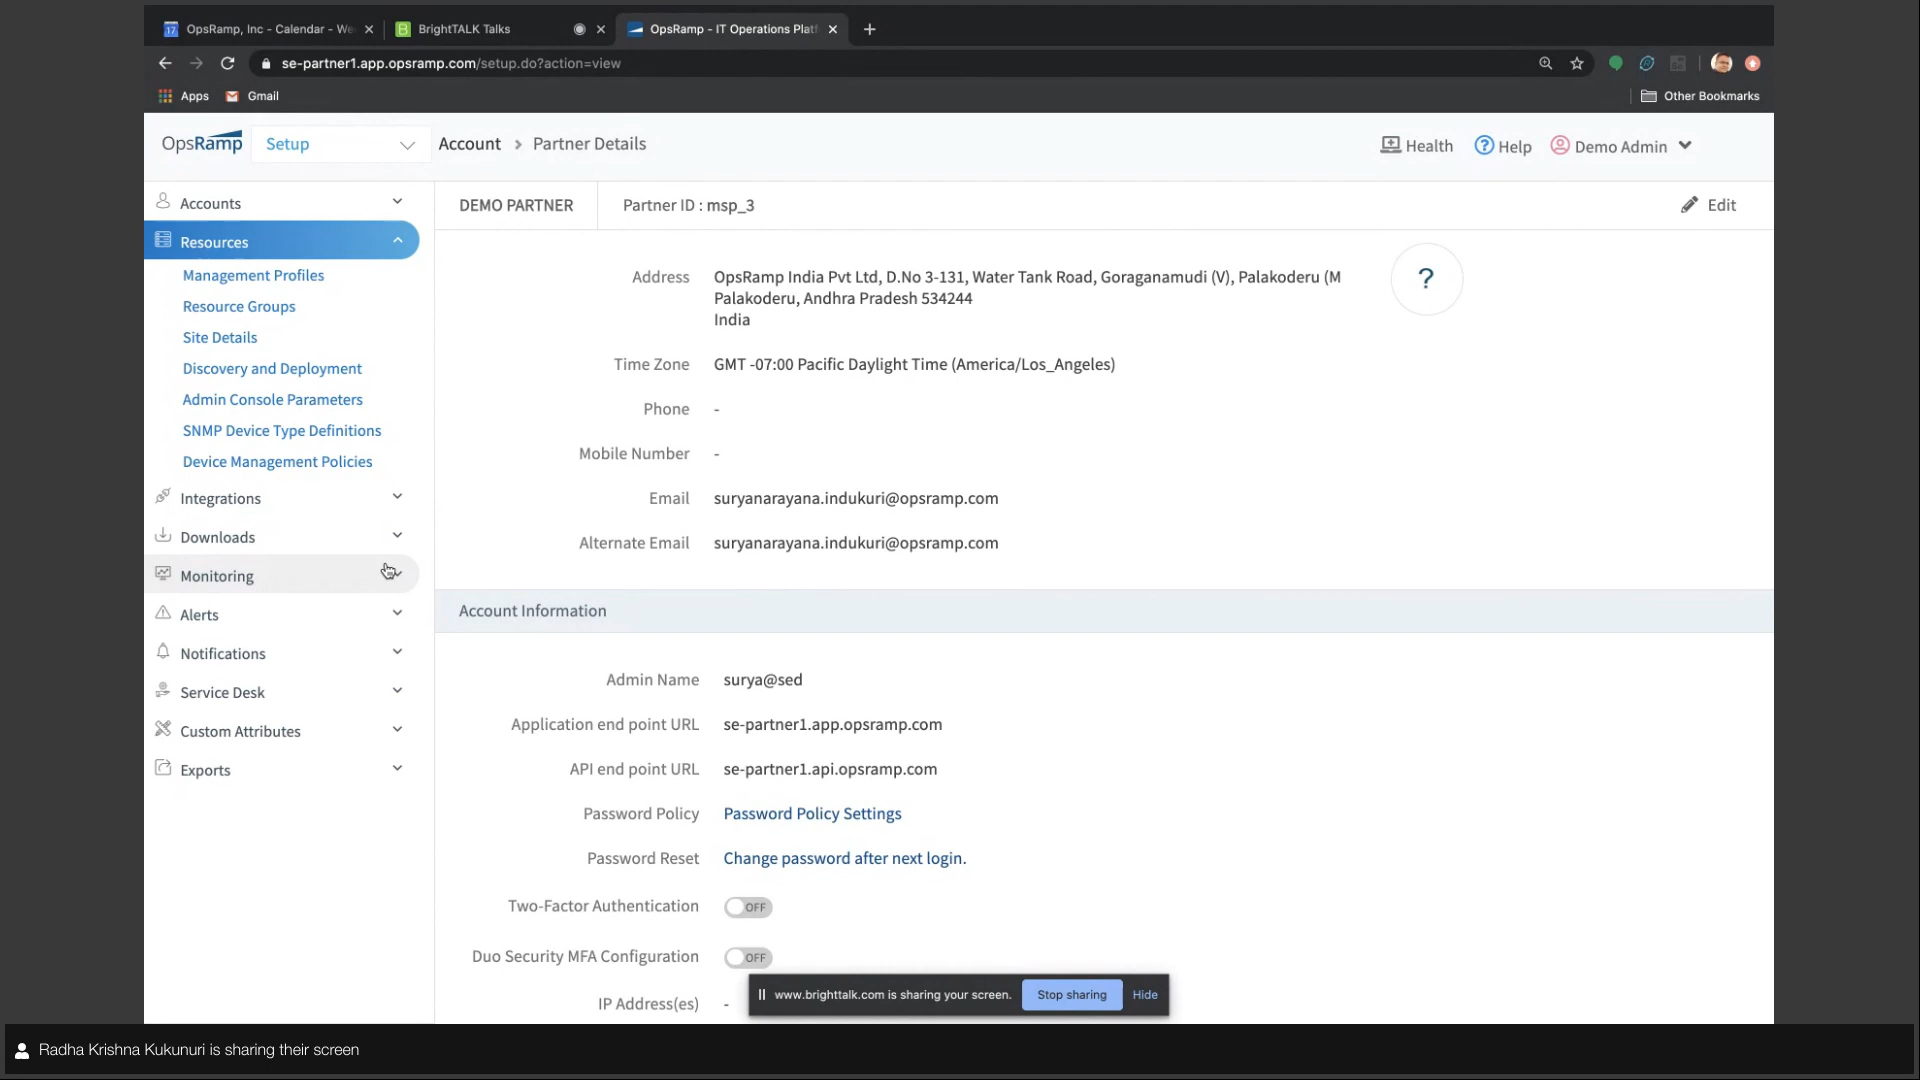 OpsRamp, Inc - Calendar - We
BrightTALK Talks
OpsRamp - IT Operations Platf
se-partner1.app.opsramp.com/setup.do?action=view
Apps
Gmail
Other Bookmarks
OpsRamp
Setup
Account > Partner Details
Health
Help
Demo Admin
Accounts
Resources
Management Profiles
Resource Groups
Site Details
Discovery and Deployment
Admin Console Parameters
SNMP Device Type Definitions
Device Management Policies
Integrations
Downloads
Monitoring
Alerts
Notifications
Service Desk
Custom Attributes
Exports
DEMO PARTNER
Partner ID : msp_3
Edit
Address
OpsRamp India Pvt Ltd, D.No 3-131, Water Tank Road, Goraganamudi (V), Palakoderu (M
Palakoderu, Andhra Pradesh 534244
India
?
Time Zone
GMT -07:00 Pacific Daylight Time (America/Los_Angeles)
Phone
-
Mobile Number
-
Email
suryanarayana.indukuri@opsramp.com
Alternate Email
suryanarayana.indukuri@opsramp.com
Account Information
Admin Name
surya@sed
Application end point URL
se-partner1.app.opsramp.com
API end point URL
se-partner1.api.opsramp.com
Password Policy
Password Policy Settings
Password Reset
Change password after next login.
Two-Factor Authentication
OFF
Duo Security MFA Configuration
OFF
IP Address(es)
-
www.brighttalk.com is sharing your screen.
Stop sharing
Hide
Radha Krishna Kukunuri is sharing their screen